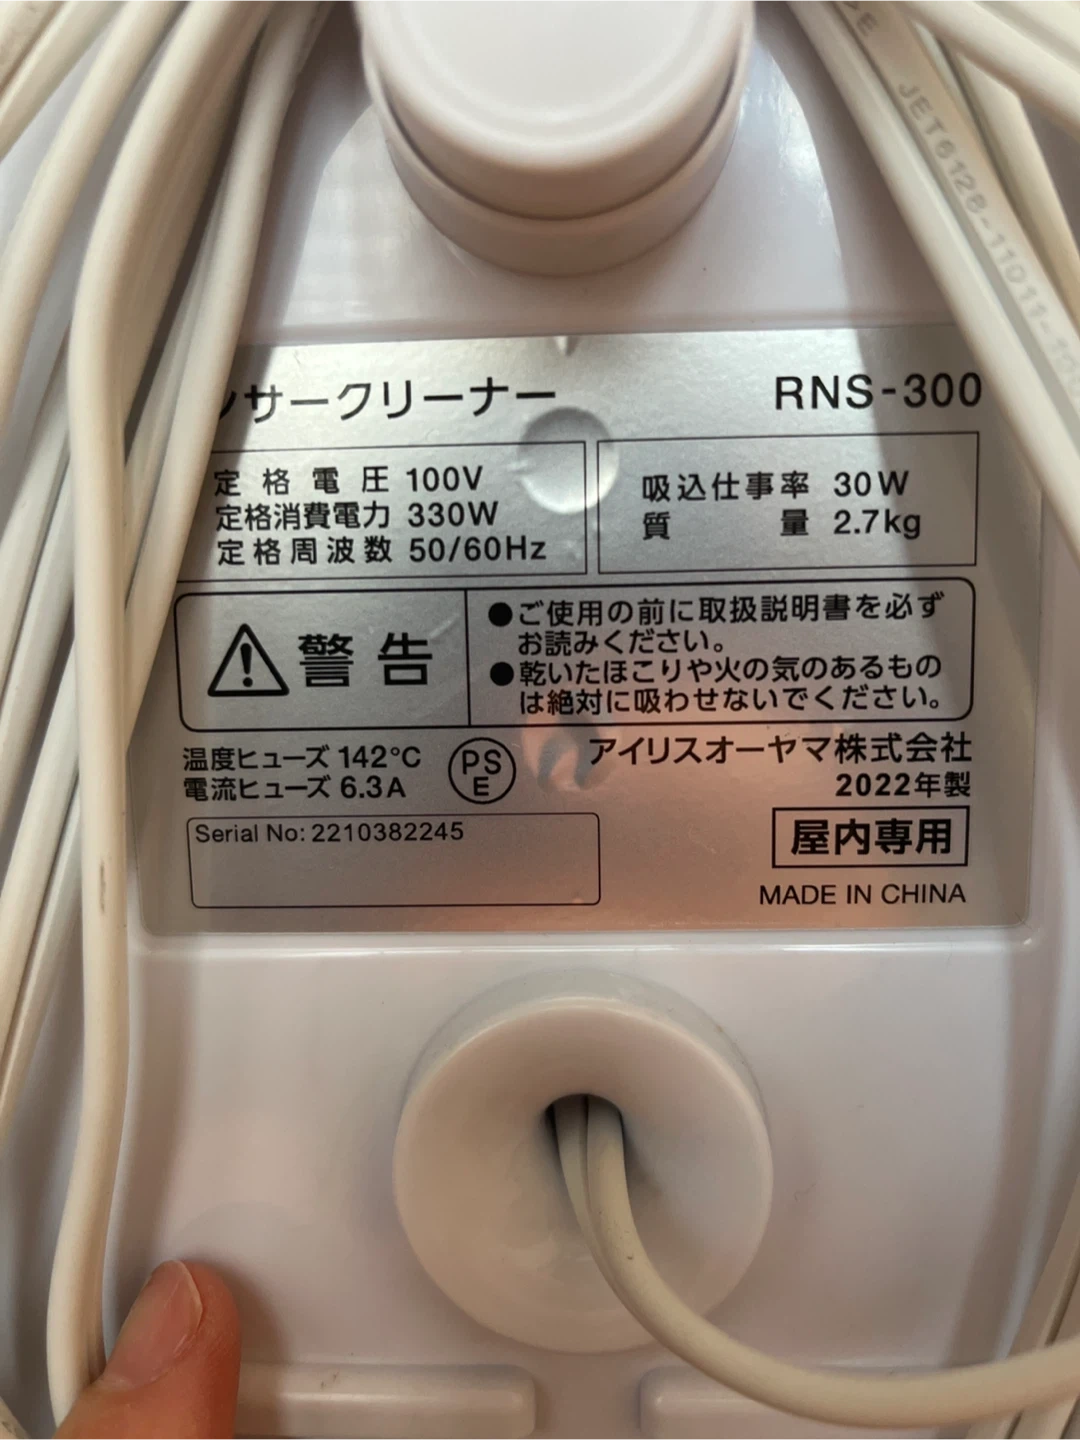 ンサークリーナー RNS-300
定格電圧 100V
定格消費電力 330W
定格周波数 50/60Hz
吸込仕事率 30W
質量 2.7kg
警告
●ご使用の前に取扱説明書を必ず
お読みください。
●乾いたほこりや火の気のあるもの
は絶対に吸わせないでください。
温度ヒューズ 142℃
電流ヒューズ 6.3A
PSE
アイリスオーヤマ株式会社
2022年製
Serial No: 2210382245
屋内専用
MADE IN CHINA
JET6128-11011-